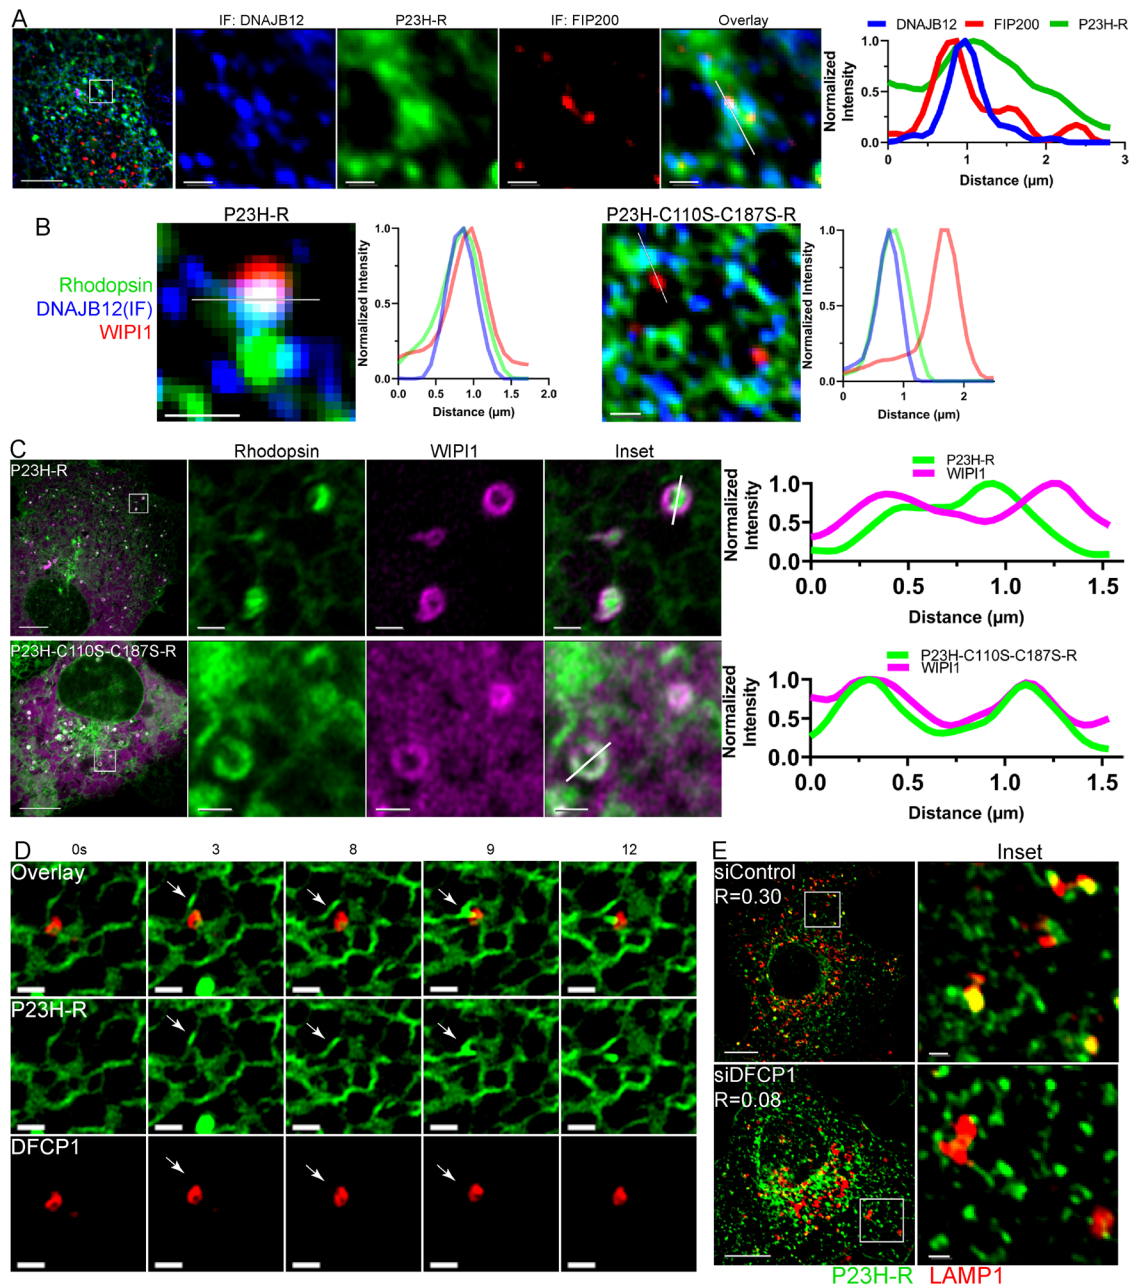 A
IF: DNAJB12
P23H-R
IF: FIP200
Overlay
DNAJB12
FIP200
P23H-R
Normalized
Intensity
1.0
0.5
0.0
0
1
2
3
Distance (µm)
B
Rhodopsin
DNAJB12(IF)
WIPI1
P23H-R
Normalized Intensity
1.0
0.5
0.0
0.0
0.5
1.0
1.5
2.0
Distance (µm)
P23H-C110S-C187S-R
Normalized Intensity
1.0
0.5
0.0
0
1
2
Distance (µm)
C
Rhodopsin
WIPI1
Inset
P23H-R
P23H-R
WIPI1
Normalized
Intensity
1.0
0.5
0.0
0.0
0.5
1.0
1.5
Distance (µm)
P23H-C110S-C187S-R
P23H-C110S-C187S-R
WIPI1
Normalized
Intensity
1.0
0.5
0.0
0.0
0.5
1.0
1.5
Distance (µm)
D
0s
3
8
9
12
Overlay
P23H-R
DFCP1
E
Inset
siControl
R=0.30
siDFCP1
R=0.08
P23H-R LAMP1